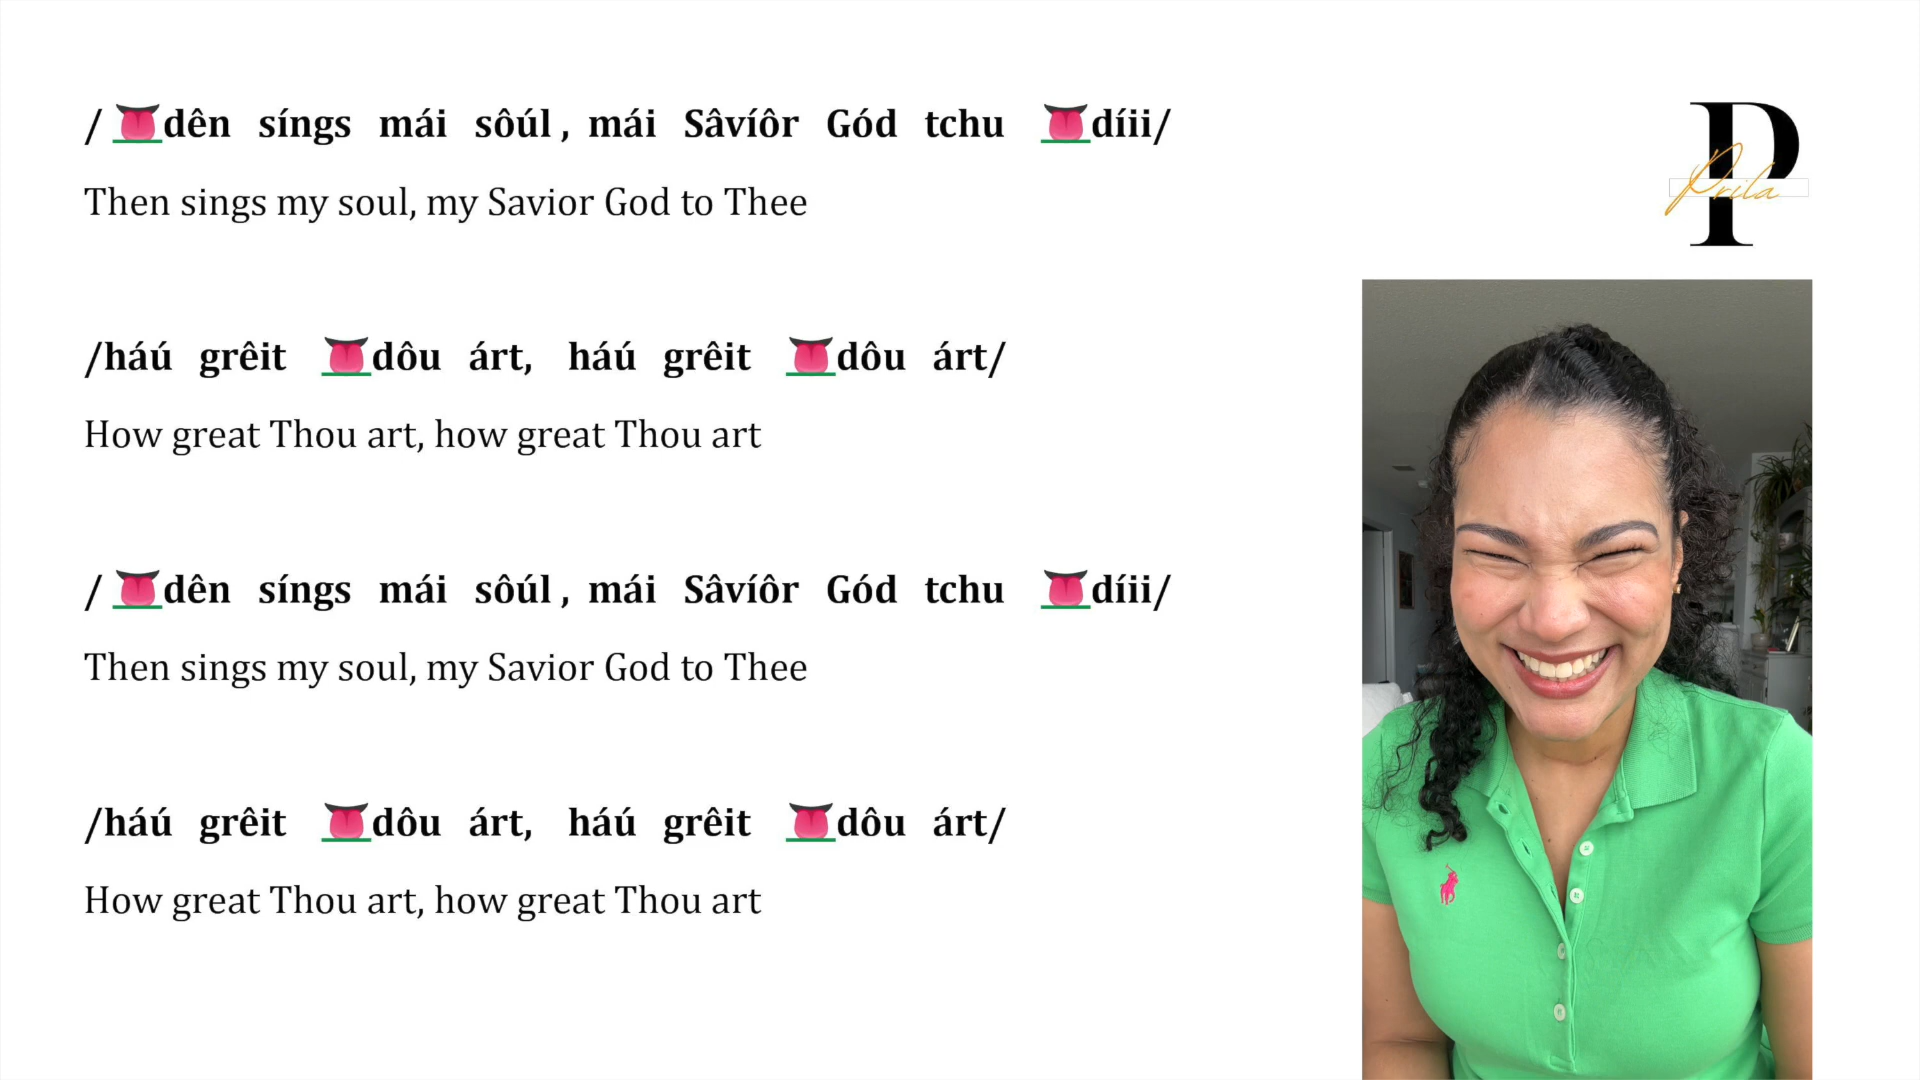 /👅dên síngs mái sôúl , mái Sâvíôr Gód tchu 👅díii/
Then sings my soul, my Savior God to Thee
/háú grêit 👅dôu árt, háú grêit 👅dôu árt/
How great Thou art, how great Thou art
/👅dên síngs mái sôúl , mái Sâvíôr Gód tchu 👅díii/
Then sings my soul, my Savior God to Thee
/háú grêit 👅dôu árt, háú grêit 👅dôu árt/
How great Thou art, how great Thou art
P
Prila